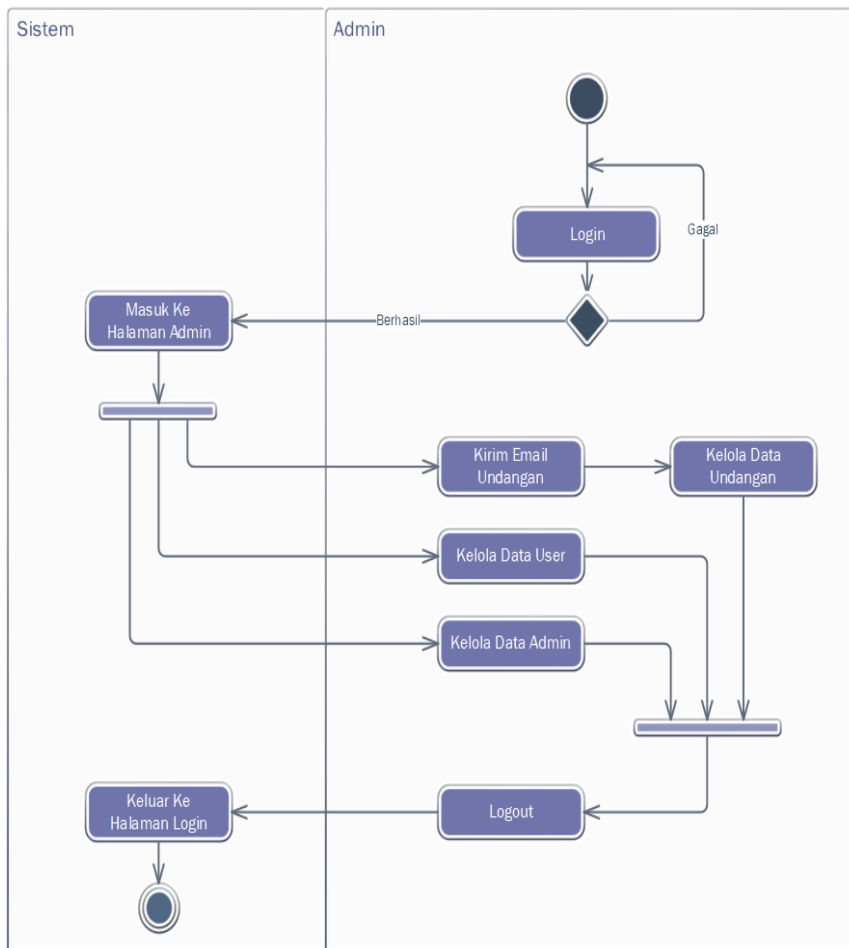 Sistem
Admin
Login
Gagal
Masuk Ke
Halaman Admin
Berhasil
Kirim Email
Undangan
Kelola Data
Undangan
Kelola Data User
Kelola Data Admin
Keluar Ke
Halaman Login
Logout